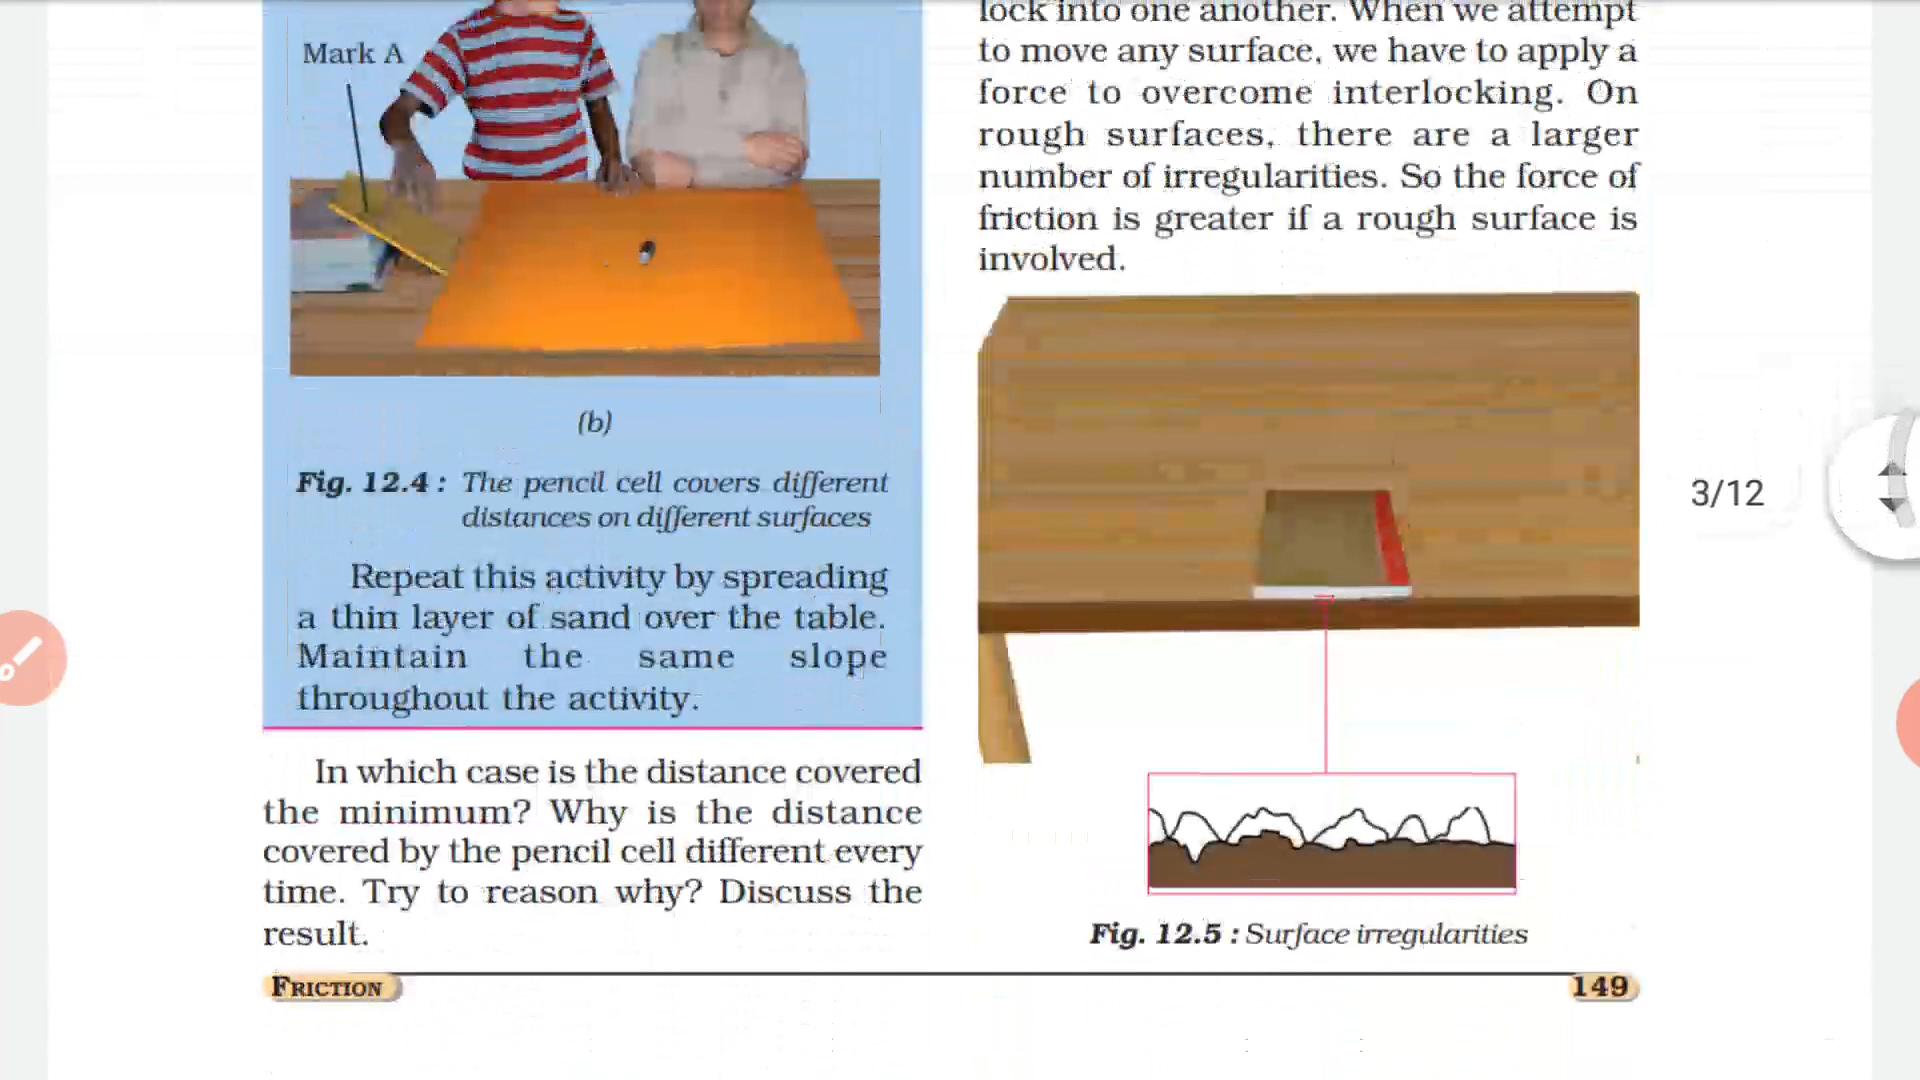 Mark A
(b)
Fig. 12.4 : The pencil cell covers different
distances on different surfaces
Repeat this activity by spreading
a thin layer of sand over the table.
Maintain the same slope
throughout the activity.
In which case is the distance covered
the minimum? Why is the distance
covered by the pencil cell different every
time. Try to reason why? Discuss the
result.
lock into one another. When we attempt
to move any surface, we have to apply a
force to overcome interlocking. On
rough surfaces, there are a larger
number of irregularities. So the force of
friction is greater if a rough surface is
involved.
Fig. 12.5 : Surface irregularities
3/12
FRICTION
149